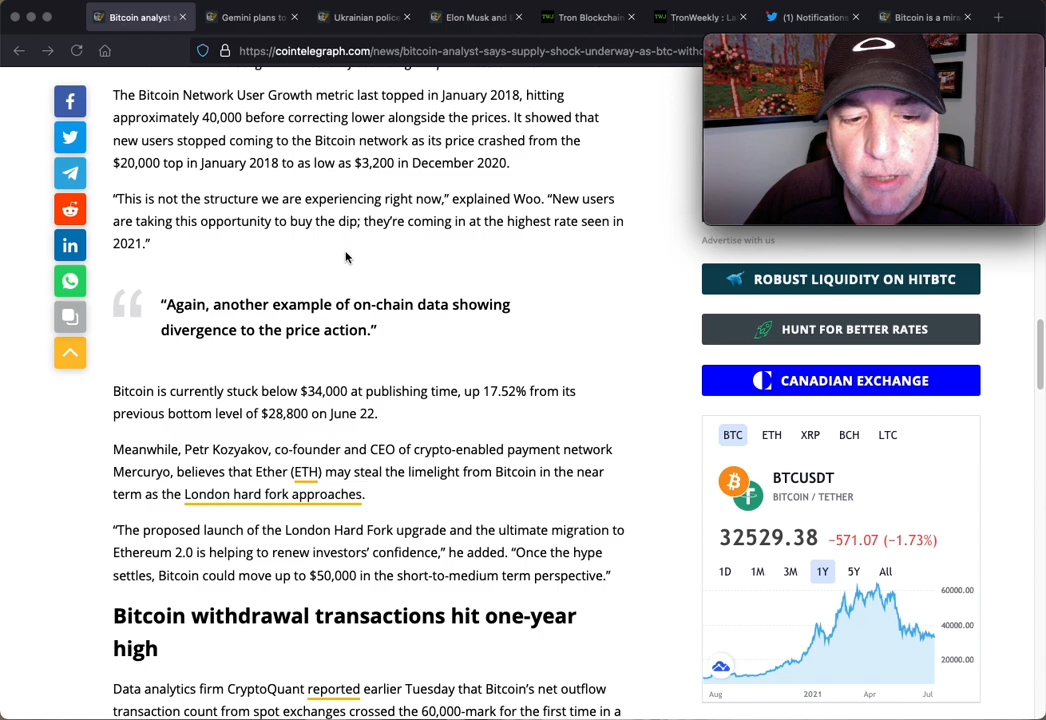 Bitcoin analyst
Gemini plans to
Ukrainian police
Elon Musk and
Tron Blockchain
TronWeekly : La
(1) Notifications
Bitcoin is a mira
https://cointelegraph.com/news/bitcoin-analyst-says-supply-shock-underway-as-btc-withd
The Bitcoin Network User Growth metric last topped in January 2018, hitting
approximately 40,000 before correcting lower alongside the prices. It showed that
new users stopped coming to the Bitcoin network as its price crashed from the
$20,000 top in January 2018 to as low as $3,200 in December 2020.
“This is not the structure we are experiencing right now,” explained Woo. “New users
are taking this opportunity to buy the dip; they’re coming in at the highest rate seen in
2021.”
“Again, another example of on-chain data showing
divergence to the price action.”
Bitcoin is currently stuck below $34,000 at publishing time, up 17.52% from its
previous bottom level of $28,800 on June 22.
Meanwhile, Petr Kozyakov, co-founder and CEO of crypto-enabled payment network
Mercuryo, believes that Ether (ETH) may steal the limelight from Bitcoin in the near
term as the London hard fork approaches.
“The proposed launch of the London Hard Fork upgrade and the ultimate migration to
Ethereum 2.0 is helping to renew investors’ confidence,” he added. “Once the hype
settles, Bitcoin could move up to $50,000 in the short-to-medium term perspective.”
Bitcoin withdrawal transactions hit one-year
high
Data analytics firm CryptoQuant reported earlier Tuesday that Bitcoin’s net outflow
transaction count from spot exchanges crossed the 60,000-mark for the first time in a
Advertise with us
ROBUST LIQUIDITY ON HITBTC
HUNT FOR BETTER RATES
CANADIAN EXCHANGE
BTC ETH XRP BCH LTC
BTCUSDT
BITCOIN / TETHER
32529.38 −571.07 (−1.73%)
1D 1M 3M 1Y 5Y All
60000.00
40000.00
20000.00
Aug 2021 Apr Jul